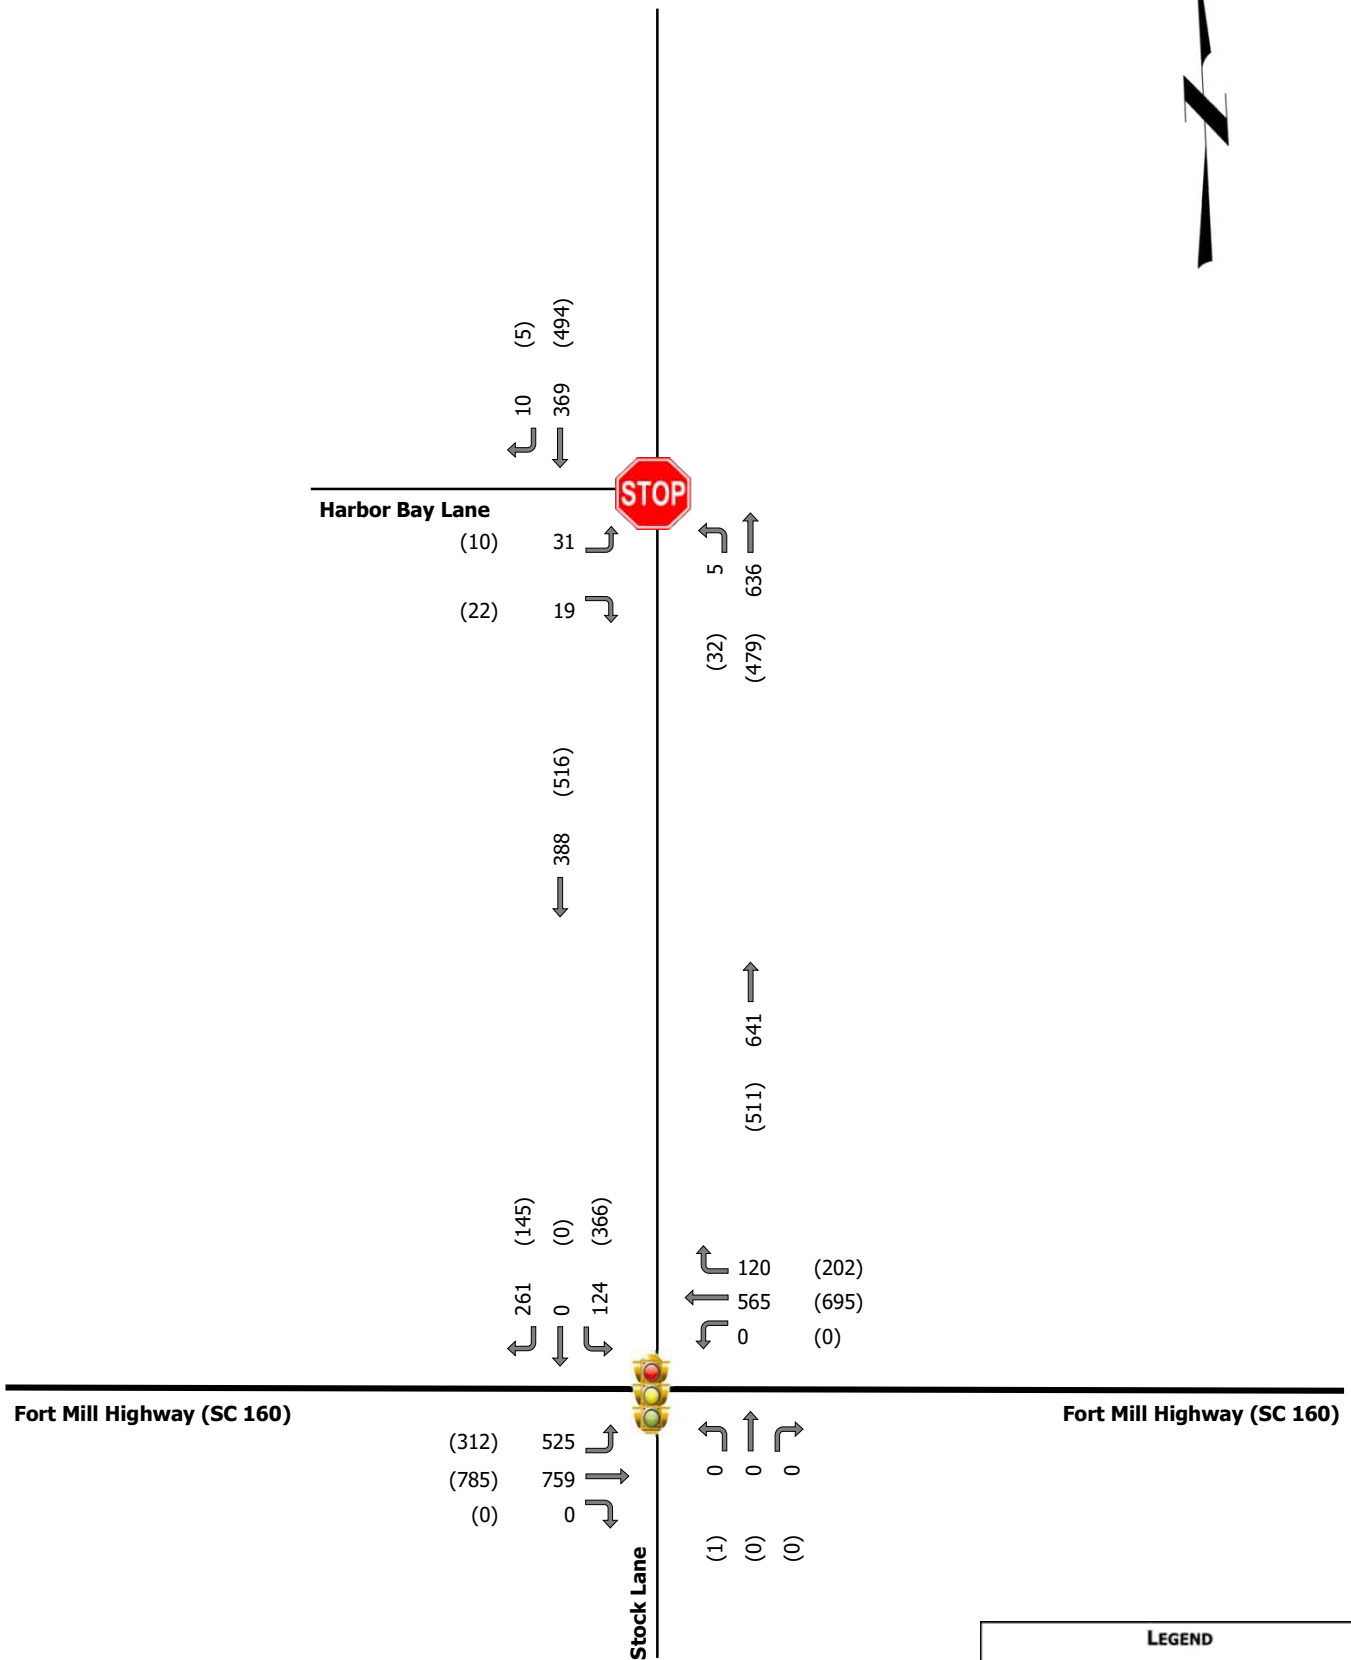 (5) (494)
10 369
STOP
Harbor Bay Lane
(10) 31
(22) 19
5 636
(32) (479)
(516)
388
641
(511)
(145) (0) (366)
261 0 124
120 (202)
565 (695)
0 (0)
Fort Mill Highway (SC 160)
Fort Mill Highway (SC 160)
(312) 525
(785) 759
(0) 0
0 0 0
(1) (0) (0)
Stock Lane
LEGEND